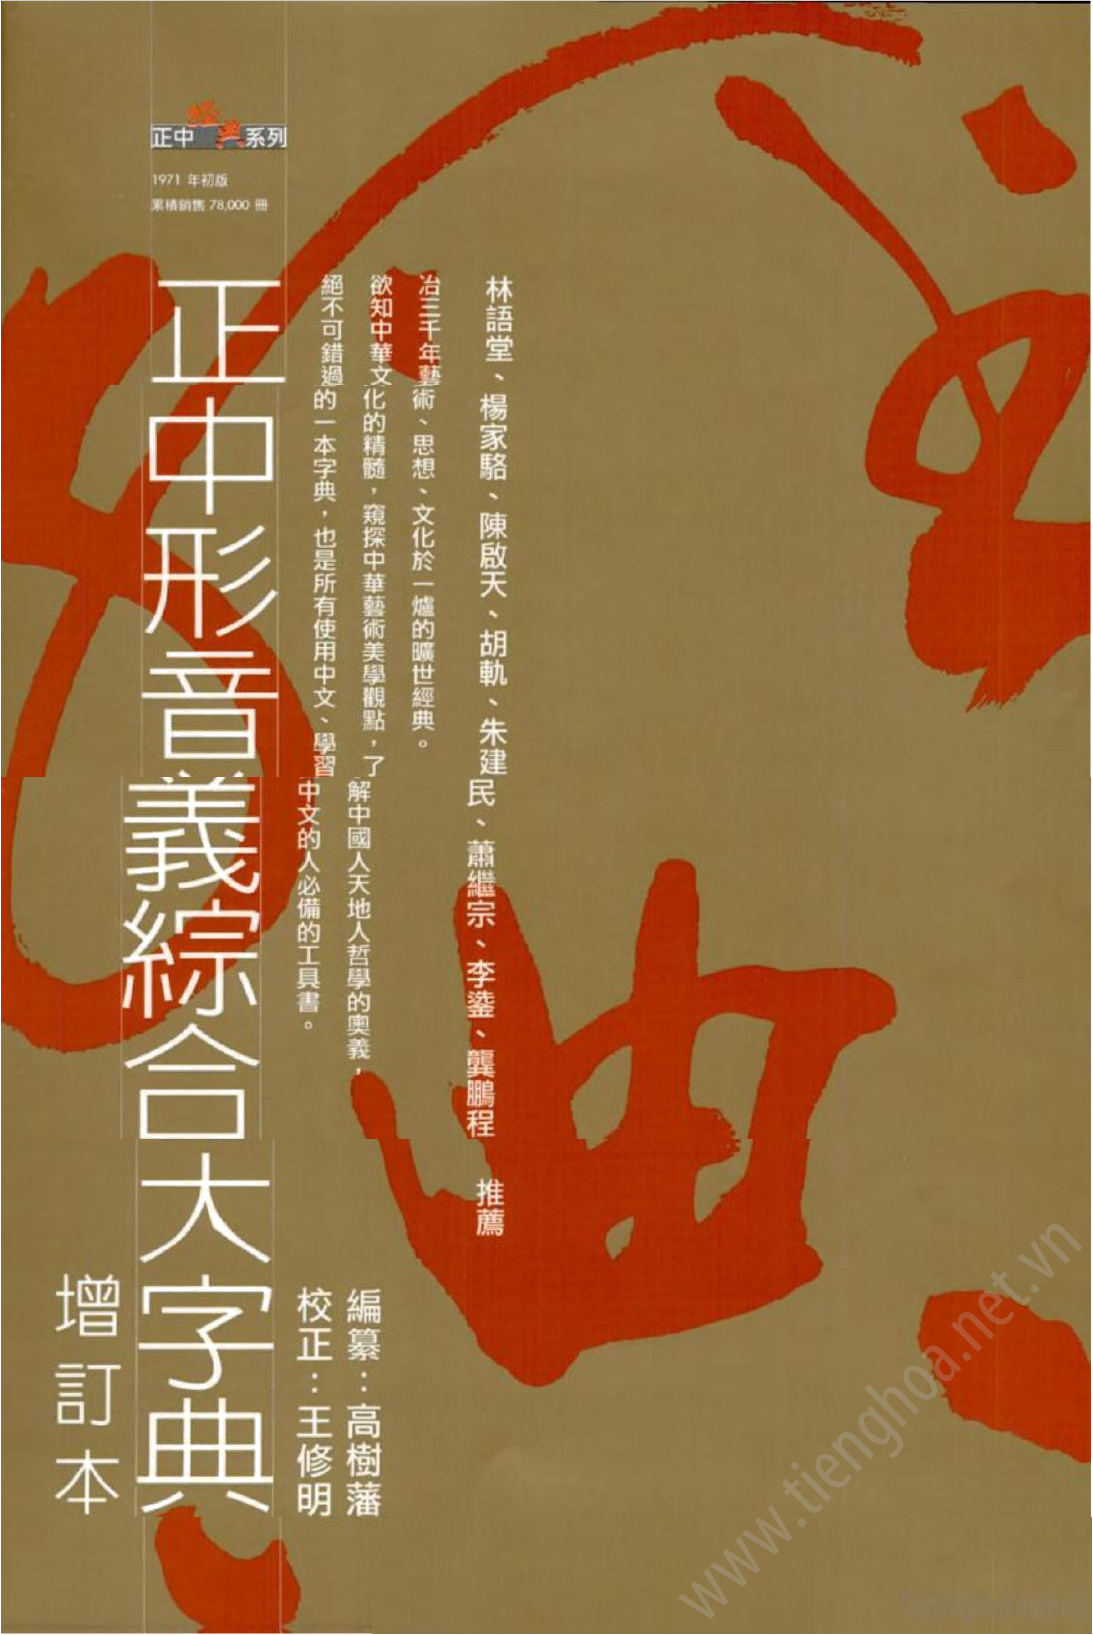 正中經典系列
1971 年初版
累積銷售 78,000 冊
林語堂、楊家駱、陳啟天、胡軌、朱建民、蕭繼宗、李鍌、龔鵬程 推薦
冶三千年藝術、思想、文化於一爐的曠世經典。
欲知中華文化的精髓，窺探中華藝術美學觀點，了解中國人天地人哲學的奧義，
絕不可錯過的一本字典，也是所有使用中文、學習中文的人必備的工具書。
正中形音義綜合大字典
增訂本
編纂：高樹藩
校正：王修明
www.tienghoa.net.vn